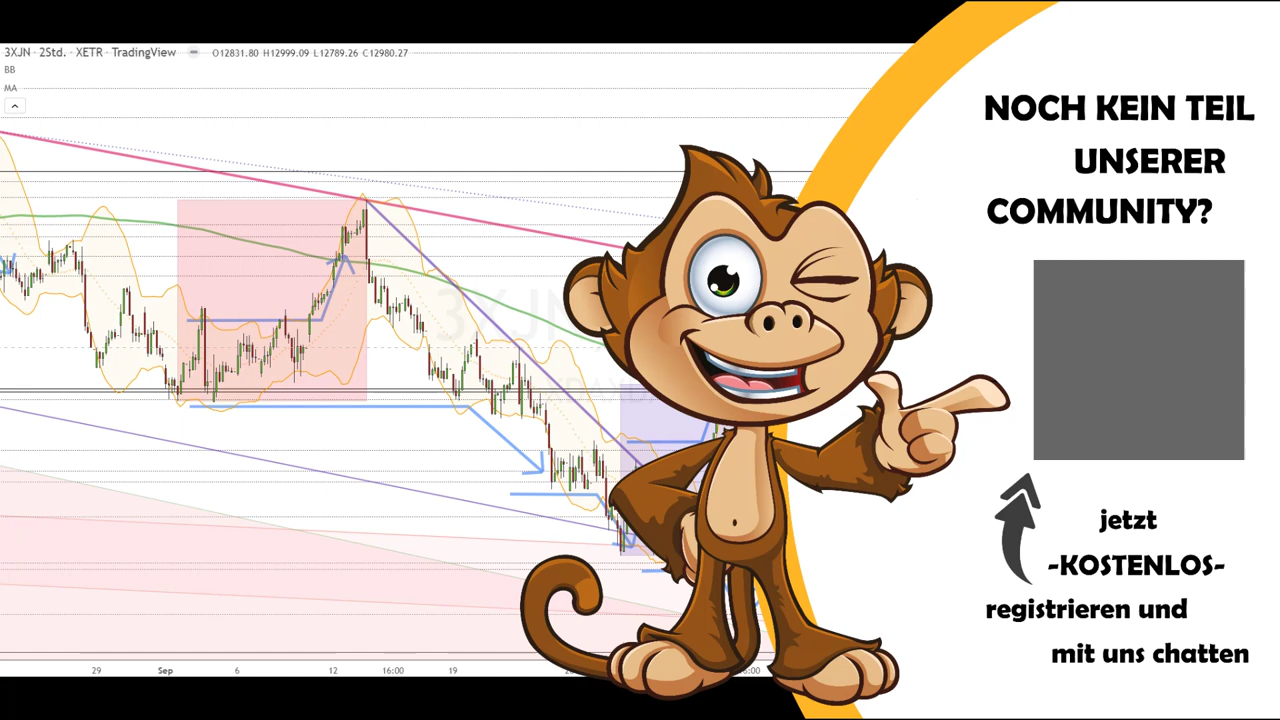 3XJN · 2Std. · XETR · TradingView
O12831.80 H12999.09 L12789.26 C12980.27
BB
MA
NOCH KEIN TEIL
UNSERER
COMMUNITY?
3XJN
jetzt
-KOSTENLOS-
registrieren und
mit uns chatten
29 Sep 6 12 16:00 19